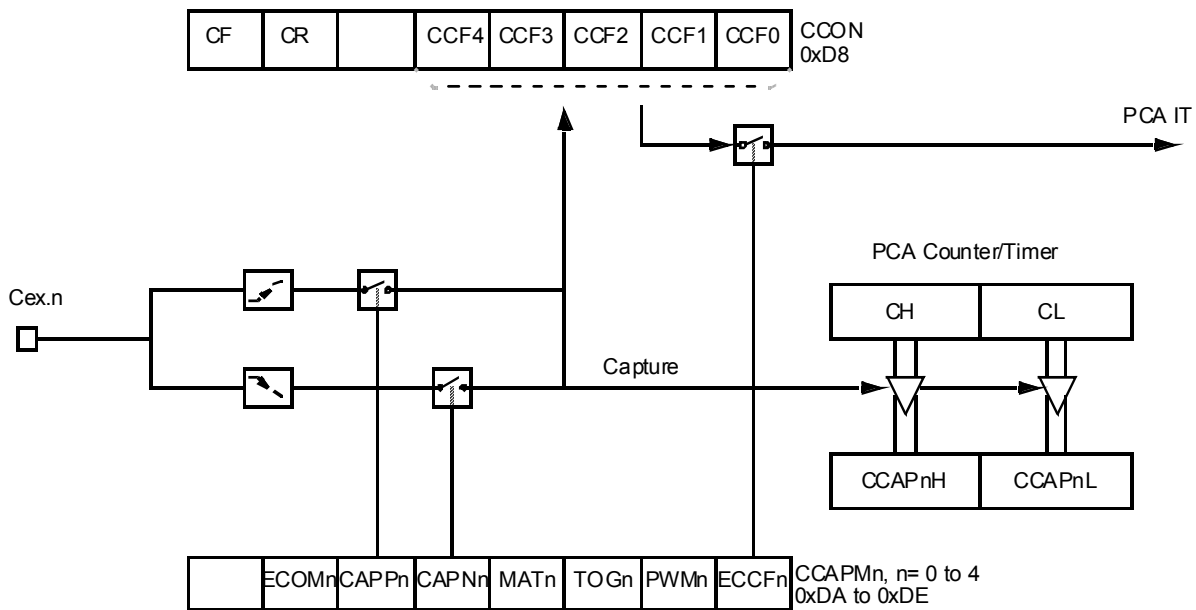 CF CR CCF4 CCF3 CCF2 CCF1 CCF0 CCON
0xD8
PCA IT
PCA Counter/Timer
Cex.n
CH CL
Capture
CCAPnH CCAPnL
ECOMn CAPPn CAPNn MATn TOGn PWMn ECCFn CCAPMn, n= 0 to 4
0xDA to 0xDE